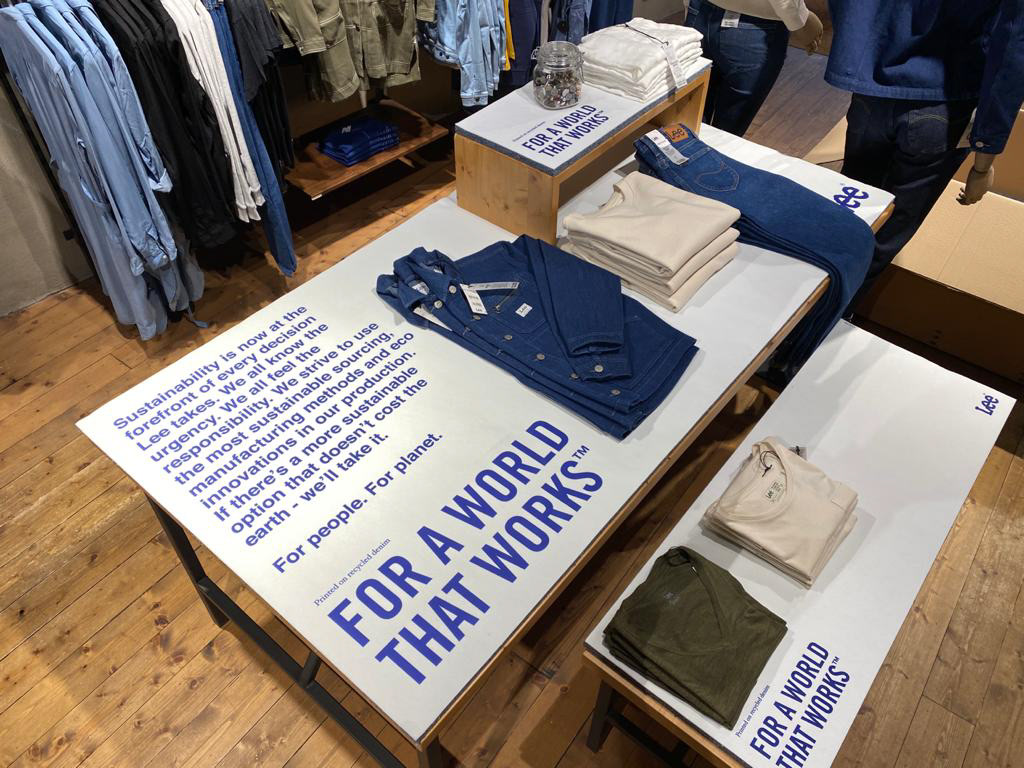 Printed on recycled denim
FOR A WORLD
THAT WORKS™
Lee
Lee
Sustainability is now at the
forefront of every decision
Lee takes. We all know the
urgency. We all feel the
responsibility. We strive to use
the most sustainable sourcing,
manufacturing methods and eco
innovations in our production.
If there's a more sustainable
option that doesn't cost the
earth - we'll take it.
For people. For planet.
Printed on recycled denim
FOR A WORLD
THAT WORKS™
Lee
Lee
Lee
Printed on recycled denim
FOR A WORLD
THAT WORKS™